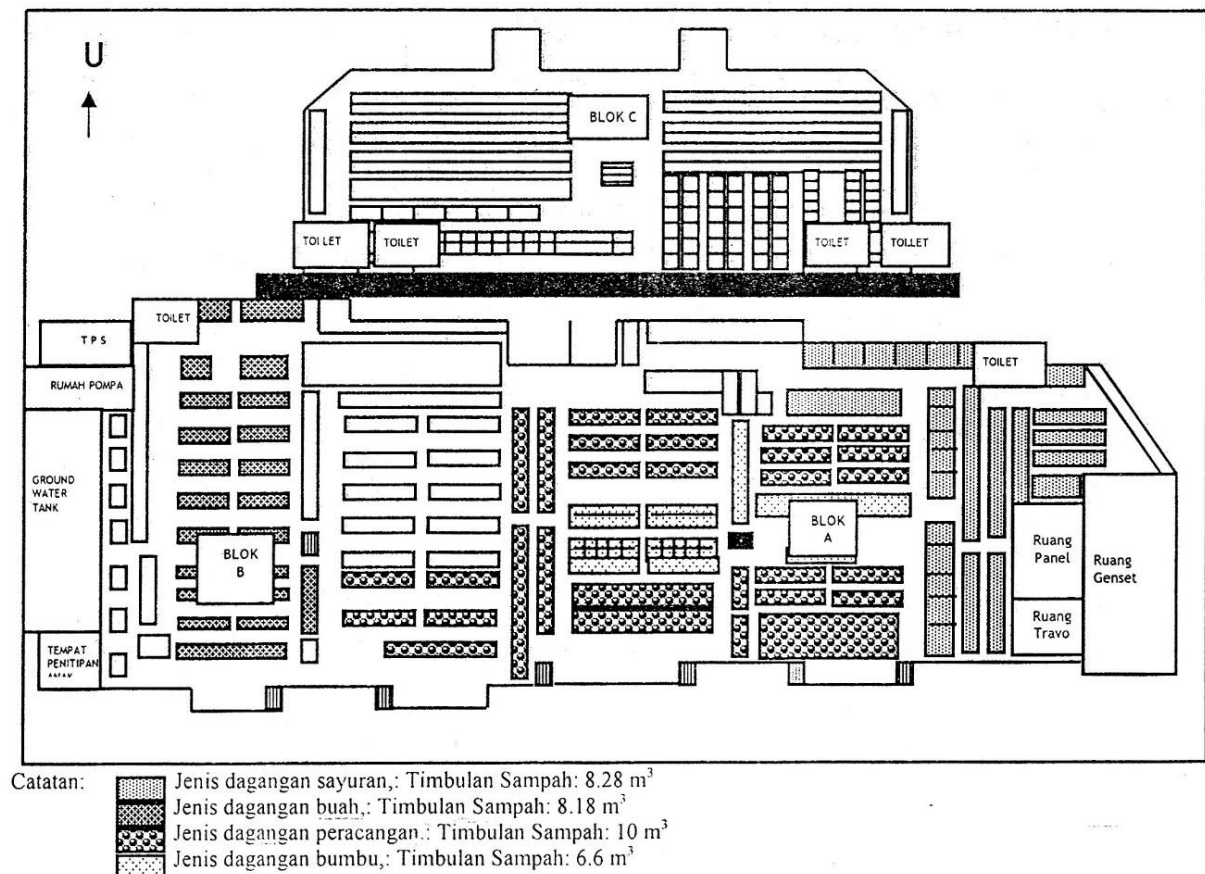 U
BLOK C
TOILET
TOILET
TOILET
TOILET
TOILET
T P S
RUMAH POMPA
TOILET
GROUND
WATER
TANK
BLOK
B
BLOK
A
Ruang
Panel
Ruang
Genset
Ruang
Travo
TEMPAT
PENITIPAN
ANAK
Catatan:
Jenis dagangan sayuran,: Timbulan Sampah: 8.28 m³
Jenis dagangan buah,: Timbulan Sampah: 8.18 m³
Jenis dagangan peracangan.: Timbulan Sampah: 10 m³
Jenis dagangan bumbu,: Timbulan Sampah: 6.6 m³